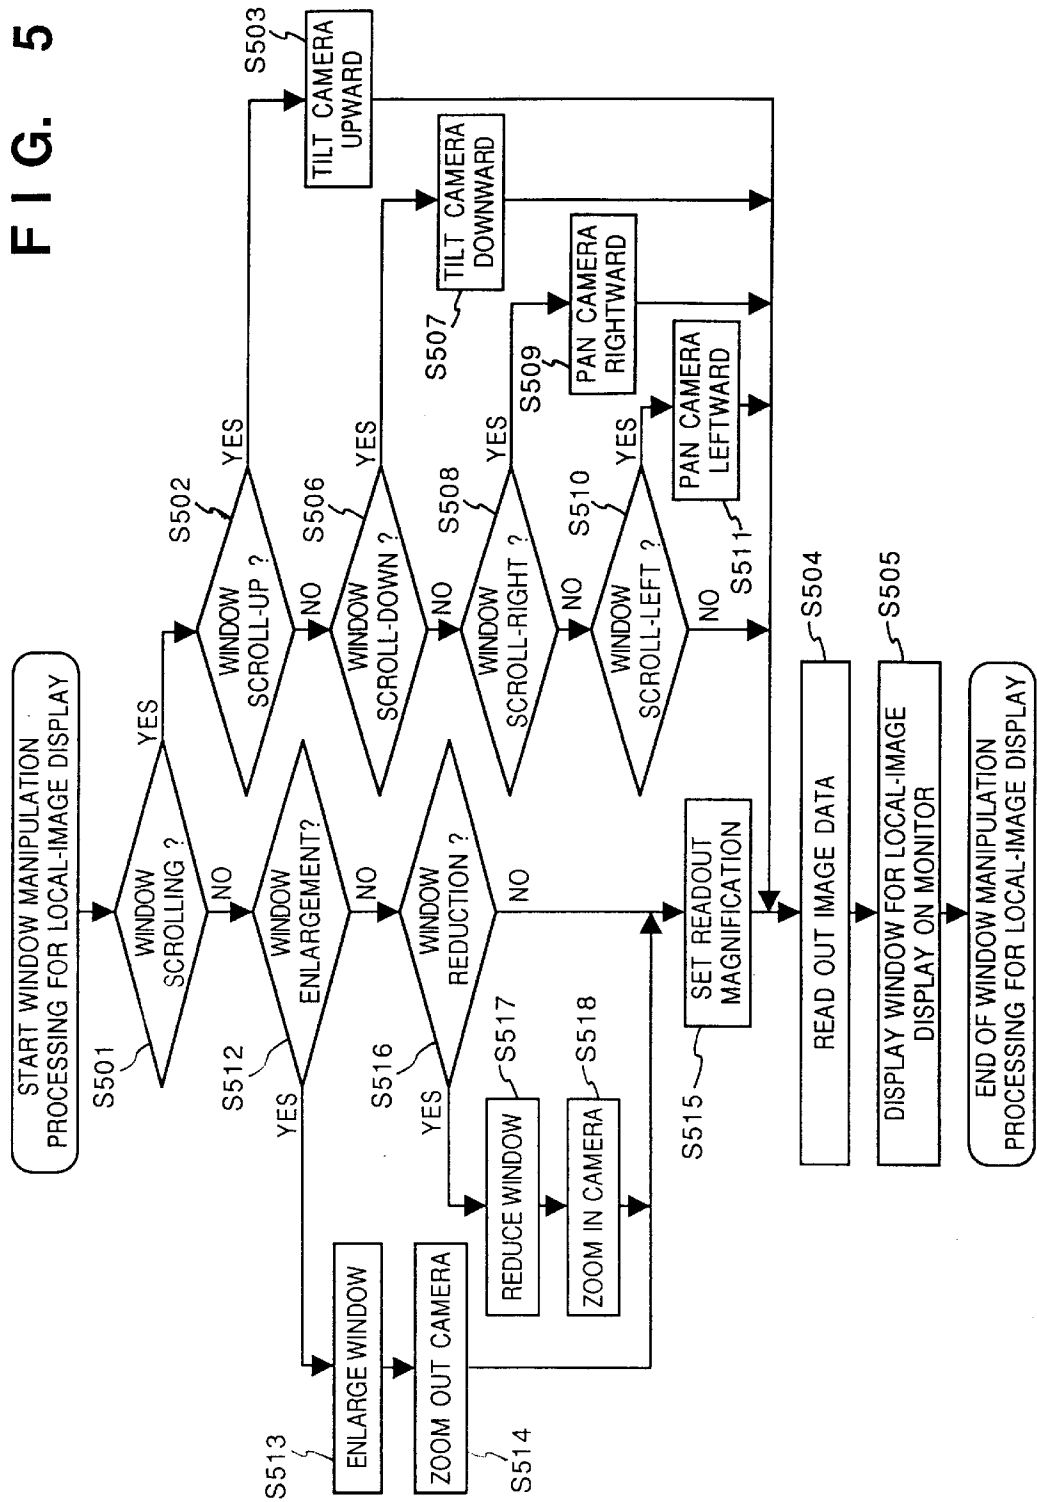 FIG. 5
START WINDOW MANIPULATION
PROCESSING FOR LOCAL-IMAGE DISPLAY
S501
WINDOW
SCROLLING ?
YES
NO
S502
WINDOW
SCROLL-UP ?
YES
NO
S503
TILT CAMERA
UPWARD
S506
WINDOW
SCROLL-DOWN ?
YES
NO
S507
TILT CAMERA
DOWNWARD
S508
WINDOW
SCROLL-RIGHT ?
YES
NO
S509
PAN CAMERA
RIGHTWARD
S510
WINDOW
SCROLL-LEFT ?
YES
NO
S511
PAN CAMERA
LEFTWARD
S512
WINDOW
ENLARGEMENT?
YES
NO
S513
ENLARGE WINDOW
S514
ZOOM OUT CAMERA
S516
WINDOW
REDUCTION ?
YES
NO
S517
REDUCE WINDOW
S518
ZOOM IN CAMERA
S515
SET READOUT
MAGNIFICATION
S504
READ OUT IMAGE DATA
S505
DISPLAY WINDOW FOR LOCAL-IMAGE
DISPLAY ON MONITOR
END OF WINDOW MANIPULATION
PROCESSING FOR LOCAL-IMAGE DISPLAY